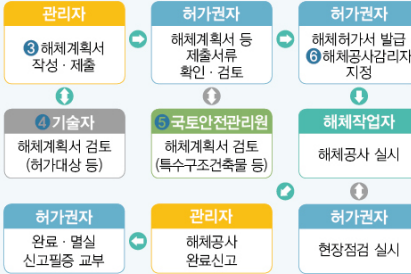 관리자
❸해체계획서
작성 · 제출
허가권자
해체계획서 등
제출서류
확인 · 검토
허가권자
해체허가서 발급
❻해체공사감리자
지정
❹기술자
해체계획서 검토
(허가대상 등)
❺국토안전관리원
해체계획서 검토
(특수구조건축물 등)
해체작업자
해체공사 실시
허가권자
완료 · 멸실
신고필증 교부
관리자
해체공사
완료신고
허가권자
현장점검 실시